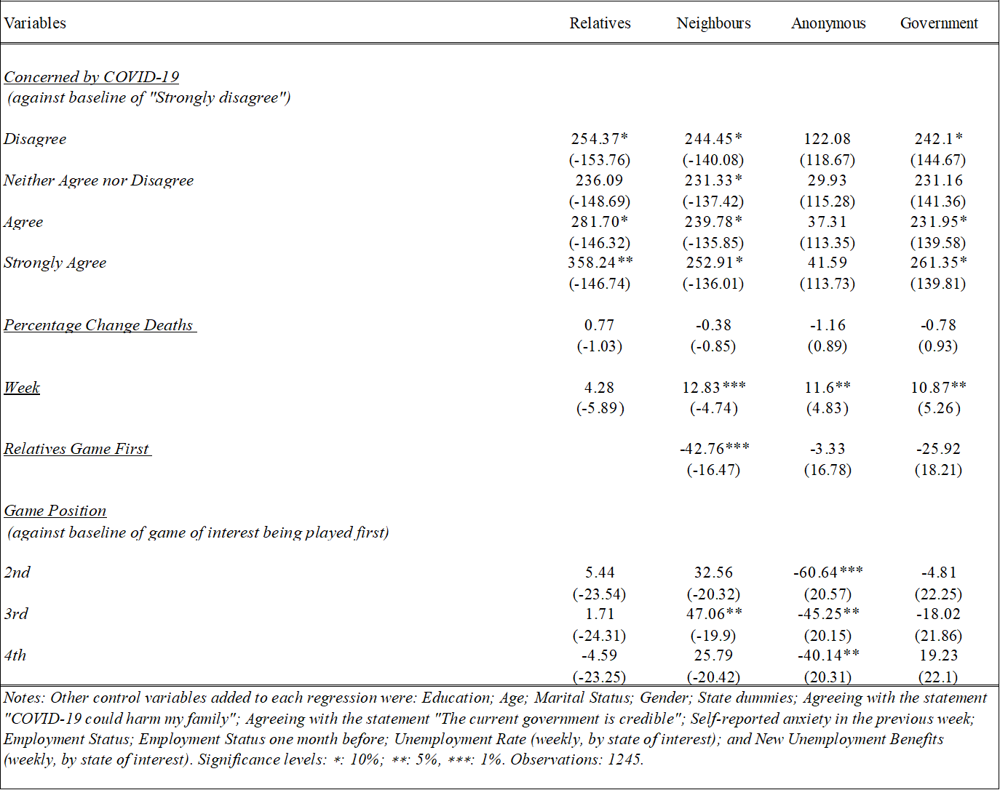 Variables Relatives Neighbours Anonymous Government
Concerned by COVID-19
(against baseline of "Strongly disagree")
Disagree 254.37* 244.45* 122.08 242.1*
(-153.76) (-140.08) (118.67) (144.67)
Neither Agree nor Disagree 236.09 231.33* 29.93 231.16
(-148.69) (-137.42) (115.28) (141.36)
Agree 281.70* 239.78* 37.31 231.95*
(-146.32) (-135.85) (113.35) (139.58)
Strongly Agree 358.24** 252.91* 41.59 261.35*
(-146.74) (-136.01) (113.73) (139.81)
Percentage Change Deaths 0.77 -0.38 -1.16 -0.78
(-1.03) (-0.85) (0.89) (0.93)
Week 4.28 12.83*** 11.6** 10.87**
(-5.89) (-4.74) (4.83) (5.26)
Relatives Game First -42.76*** -3.33 -25.92
(-16.47) (16.78) (18.21)
Game Position
(against baseline of game of interest being played first)
2nd 5.44 32.56 -60.64*** -4.81
(-23.54) (-20.32) (20.57) (22.25)
3rd 1.71 47.06** -45.25** -18.02
(-24.31) (-19.9) (20.15) (21.86)
4th -4.59 25.79 -40.14** 19.23
(-23.25) (-20.42) (20.31) (22.1)
Notes: Other control variables added to each regression were: Education; Age; Marital Status; Gender; State dummies; Agreeing with the statement
"COVID-19 could harm my family"; Agreeing with the statement "The current government is credible"; Self-reported anxiety in the previous week;
Employment Status; Employment Status one month before; Unemployment Rate (weekly, by state of interest); and New Unemployment Benefits
(weekly, by state of interest). Significance levels: *: 10%; **: 5%, ***: 1%. Observations: 1245.